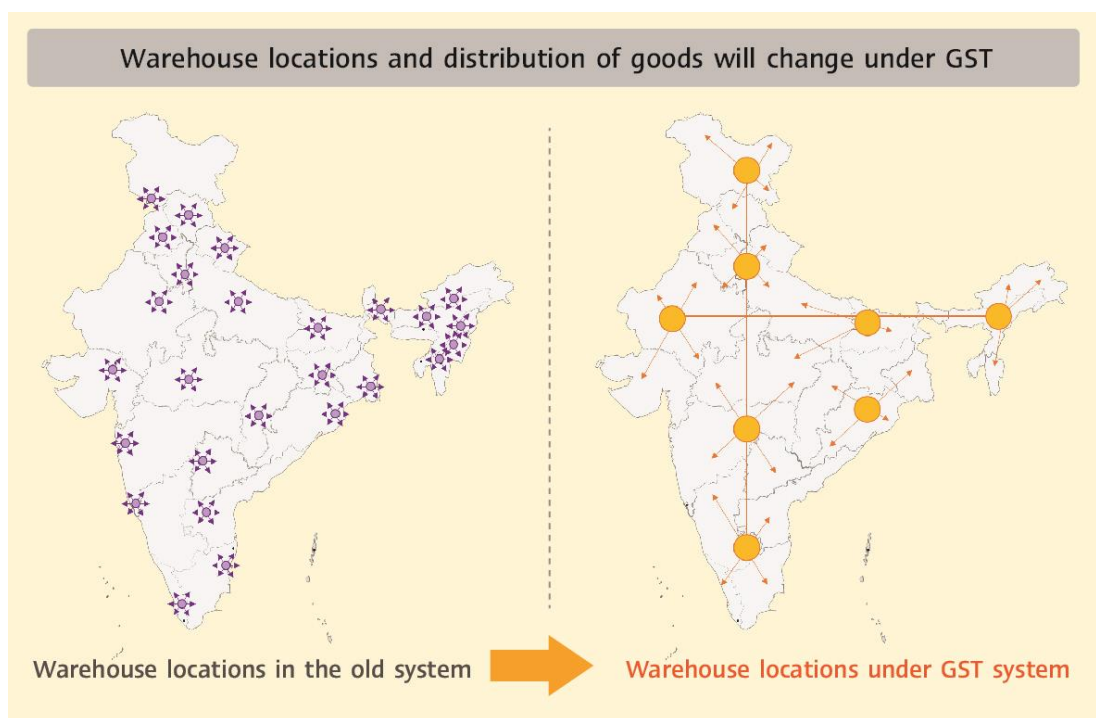 Warehouse locations and distribution of goods will change under GST
Warehouse locations in the old system
Warehouse locations under GST system